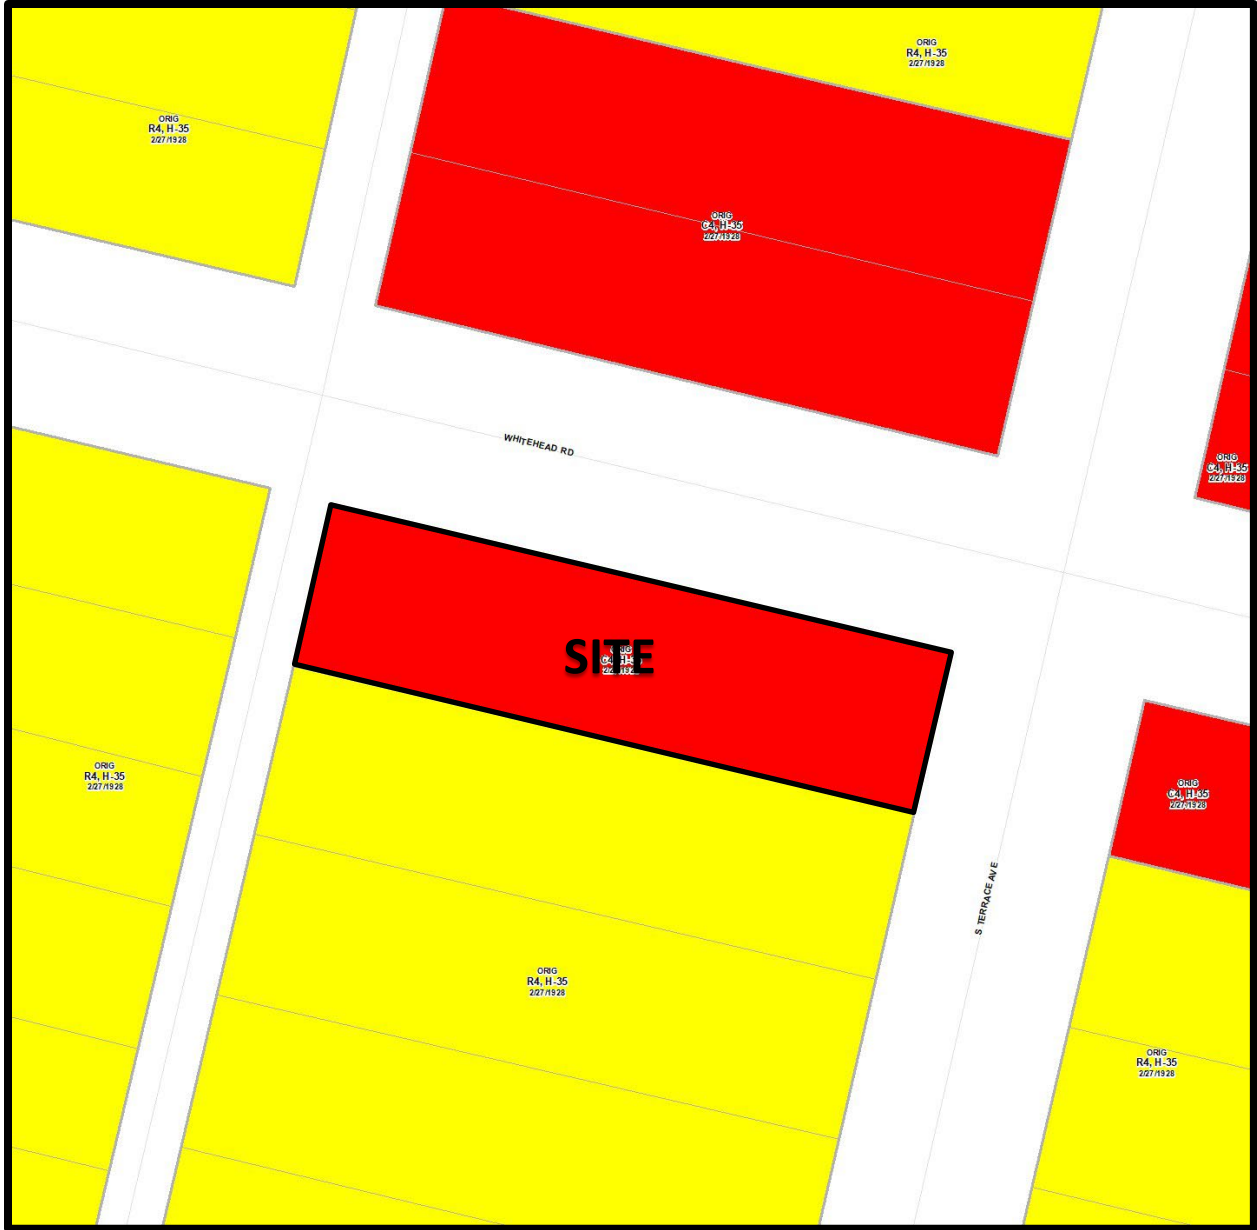 ORIG
R4, H-35
2/27/1928
ORIG
R4, H-35
2/27/1928
ORIG
C4, H-35
2/27/1928
WHITEHEAD RD
ORIG
C4, H-35
2/27/1928
SITE
ORIG
R4, H-35
2/27/1928
ORIG
C4, H-35
2/27/1928
S TERRACE AVE
ORIG
R4, H-35
2/27/1928
ORIG
R4, H-35
2/27/1928